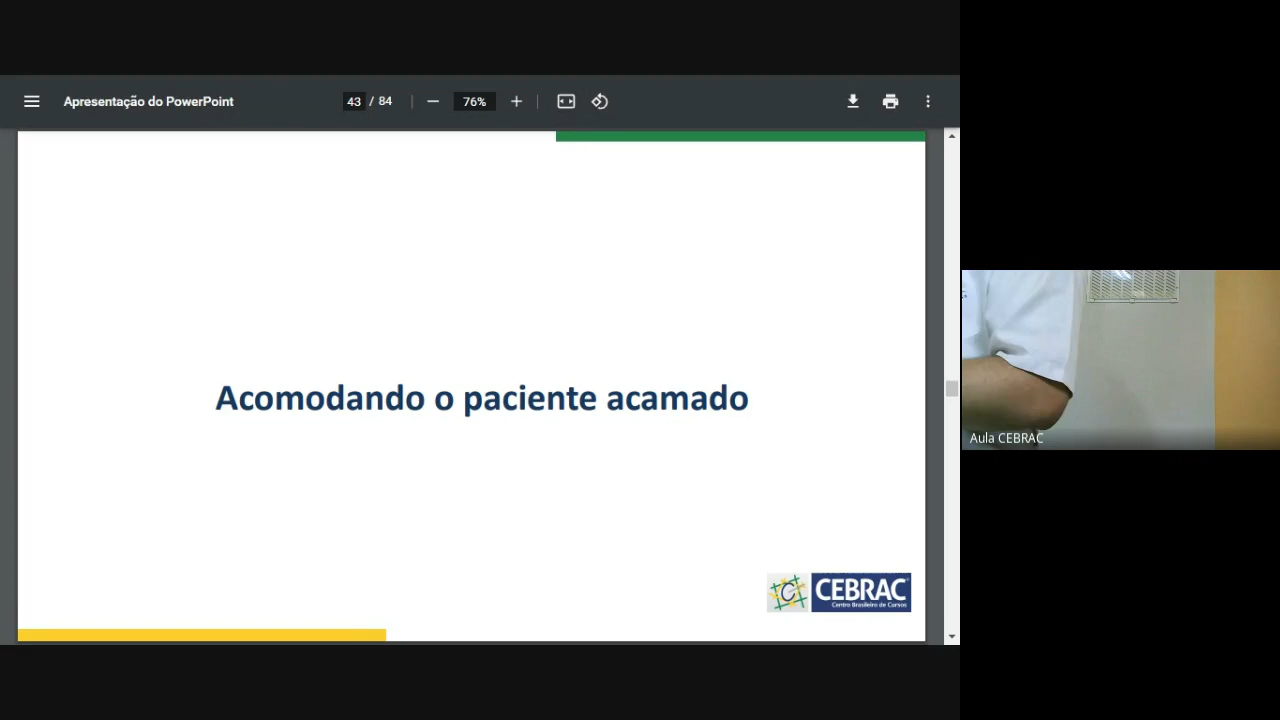 Apresentação do PowerPoint
43 / 84
76%
Acomodando o paciente acamado
CEBRAC
Centro Brasileiro de Cursos
Aula CEBRAC